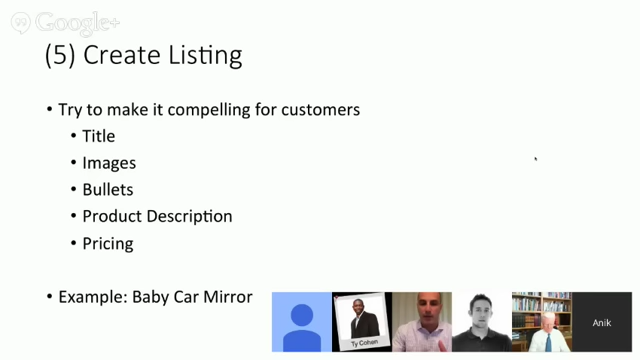 Google+
(5) Create Listing
• Try to make it compelling for customers
• Title
• Images
• Bullets
• Product Description
• Pricing
• Example: Baby Car Mirror
Ty Cohan
Anik